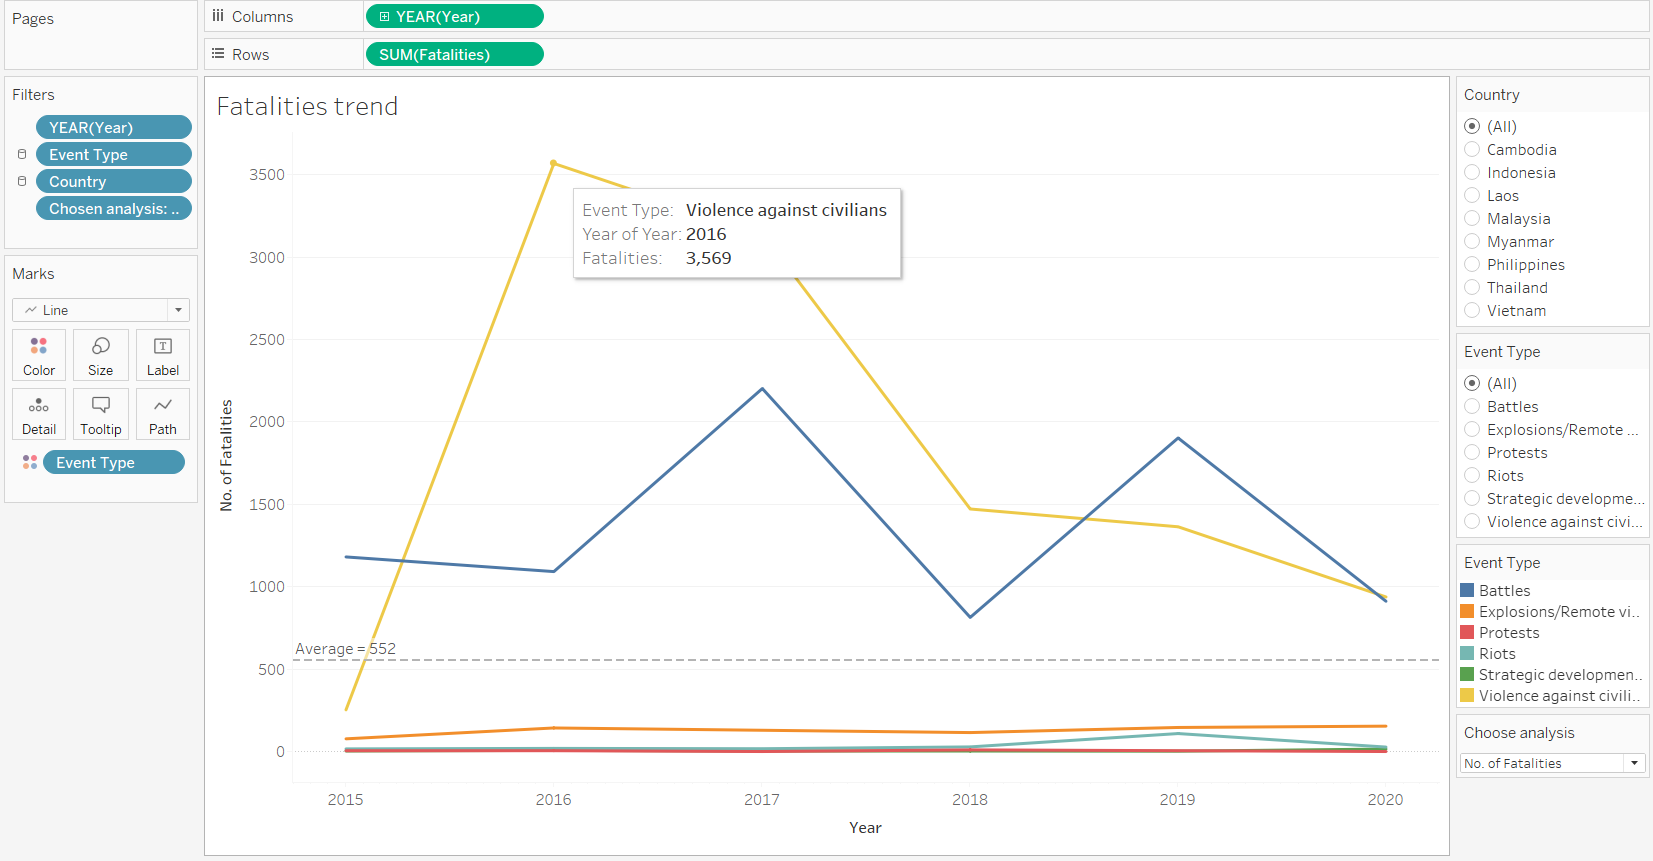 Pages
Columns
YEAR(Year)
Rows
SUM(Fatalities)
Filters
YEAR(Year)
Event Type
Country
Chosen analysis: ..
Marks
Line
Color
Size
Label
Detail
Tooltip
Path
Event Type
Fatalities trend
3500
3000
2500
2000
1500
1000
500
0
No. of Fatalities
Average = 552
Event Type: Violence against civilians
Year of Year: 2016
Fatalities: 3,569
2015
2016
2017
2018
2019
2020
Year
Country
(All)
Cambodia
Indonesia
Laos
Malaysia
Myanmar
Philippines
Thailand
Vietnam
Event Type
(All)
Battles
Explosions/Remote ...
Protests
Riots
Strategic developme...
Violence against civi...
Event Type
Battles
Explosions/Remote vi..
Protests
Riots
Strategic developmen..
Violence against civili..
Choose analysis
No. of Fatalities